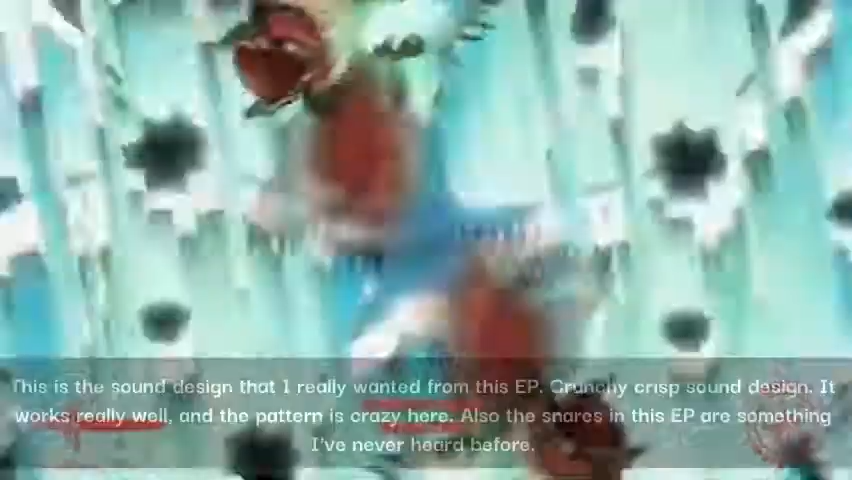 This is the sound design that I really wanted from this EP. Crunchy crisp sound design. It
works really well, and the pattern is crazy here. Also the snares in this EP are something
I've never heard before.